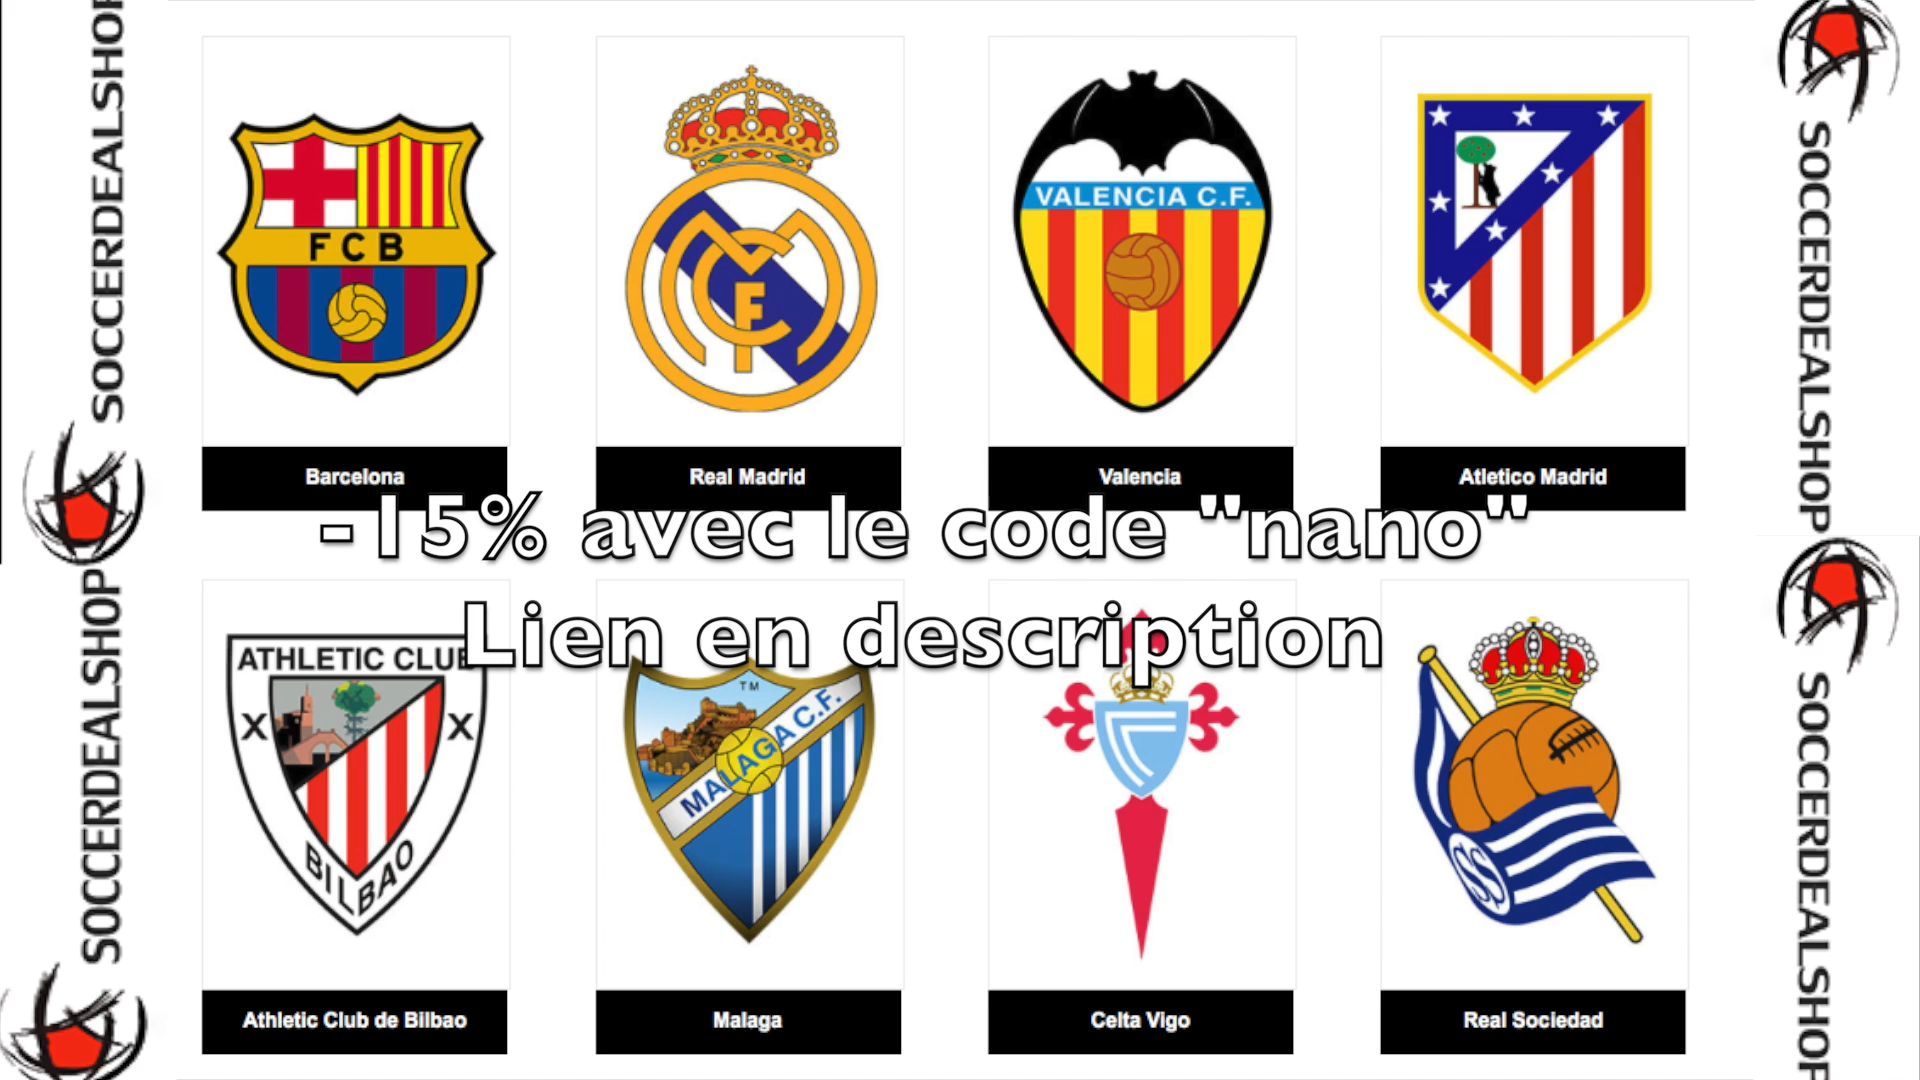 SOCCERDEALSHOP
SOCCERDEALSHOP
FCB
F
VALENCIA C.F.
Barcelona
Real Madrid
Valencia
Atletico Madrid
-15% avec le code "nano"
Lien en description
ATHLETIC CLUB
X X
BILBAO
TM
MALAGA C.F.
SS
Athletic Club de Bilbao
Malaga
Celta Vigo
Real Sociedad
SOCCERDEALSHOP
SOCCERDEALSHOP